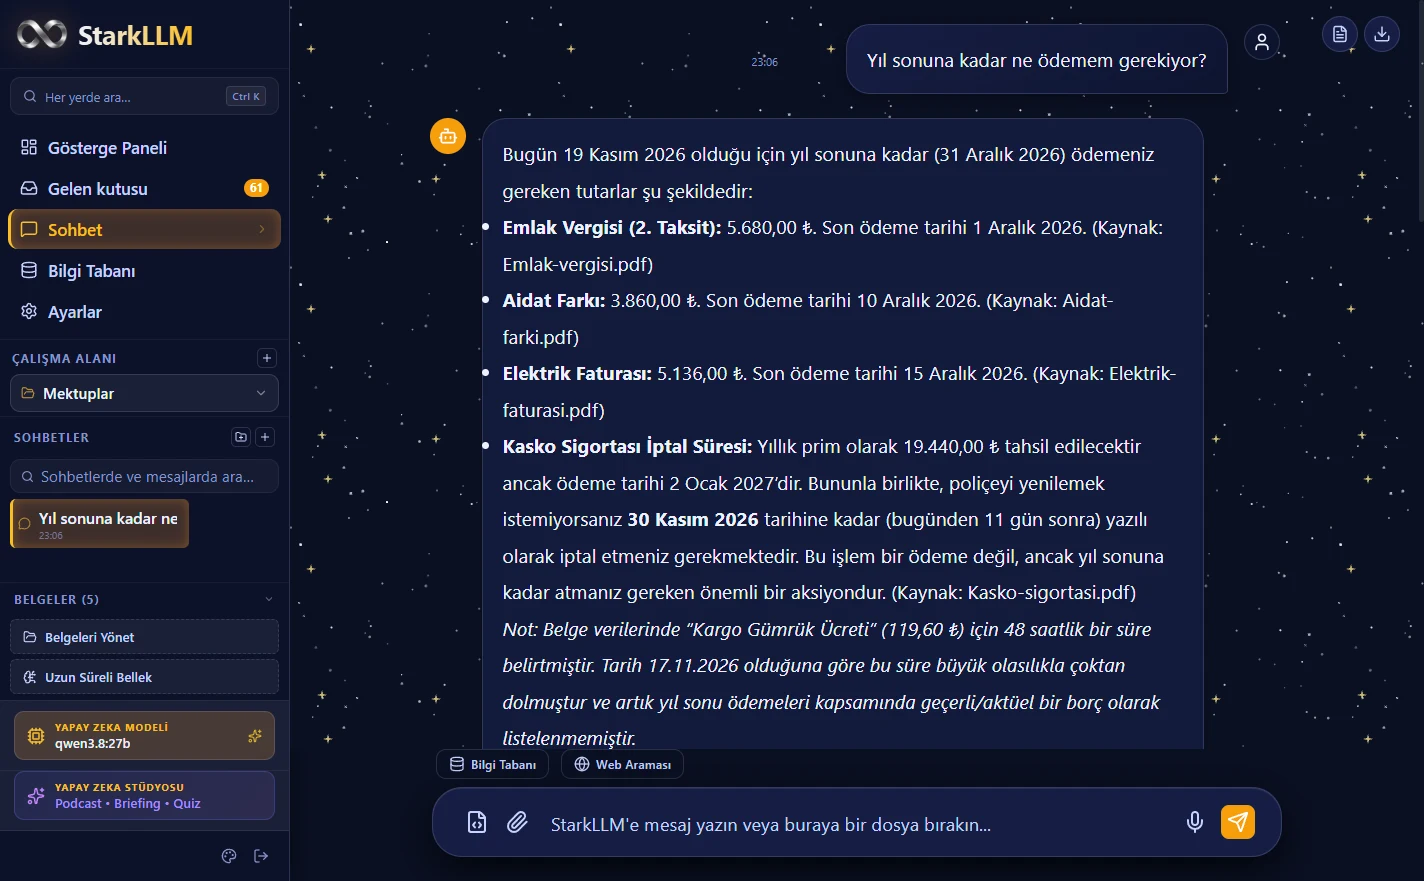 StarkLLM
Her yerde ara...
Ctrl K
Gösterge Paneli
Gelen kutusu
61
Sohbet
Bilgi Tabanı
Ayarlar
ÇALIŞMA ALANI
Mektuplar
SOHBETLER
Sohbetlerde ve mesajlarda ara...
Yıl sonuna kadar ne
23:06
BELGELER (5)
Belgeleri Yönet
Uzun Süreli Bellek
YAPAY ZEKA MODELİ
qwen3.8:27b
YAPAY ZEKA STÜDYOSU
Podcast • Briefing • Quiz
23:06
Yıl sonuna kadar ne ödemem gerekiyor?
Bugün 19 Kasım 2026 olduğu için yıl sonuna kadar (31 Aralık 2026) ödemeniz
gereken tutarlar şu şekildedir:
• Emlak Vergisi (2. Taksit): 5.680,00 ₺. Son ödeme tarihi 1 Aralık 2026. (Kaynak:
Emlak-vergisi.pdf)
• Aidat Farkı: 3.860,00 ₺. Son ödeme tarihi 10 Aralık 2026. (Kaynak: Aidat-
farki.pdf)
• Elektrik Faturası: 5.136,00 ₺. Son ödeme tarihi 15 Aralık 2026. (Kaynak: Elektrik-
faturasi.pdf)
• Kasko Sigortası İptal Süresi: Yıllık prim olarak 19.440,00 ₺ tahsil edilecektir
ancak ödeme tarihi 2 Ocak 2027'dir. Bununla birlikte, poliçeyi yenilemek
istemiyorsanız 30 Kasım 2026 tarihine kadar (bugünden 11 gün sonra) yazılı
olarak iptal etmeniz gerekmektedir. Bu işlem bir ödeme değil, ancak yıl sonuna
kadar atmanız gereken önemli bir aksiyondur. (Kaynak: Kasko-sigortasi.pdf)
Not: Belge verilerinde “Kargo Gümrük Ücreti” (119,60 ₺) için 48 saatlik bir süre
belirtmiştir. Tarih 17.11.2026 olduğuna göre bu süre büyük olasılıkla çoktan
dolmuştur ve artık yıl sonu ödemeleri kapsamında geçerli/aktüel bir borç olarak
listelenmemiştir.
Bilgi Tabanı
Web Araması
StarkLLM'e mesaj yazın veya buraya bir dosya bırakın...